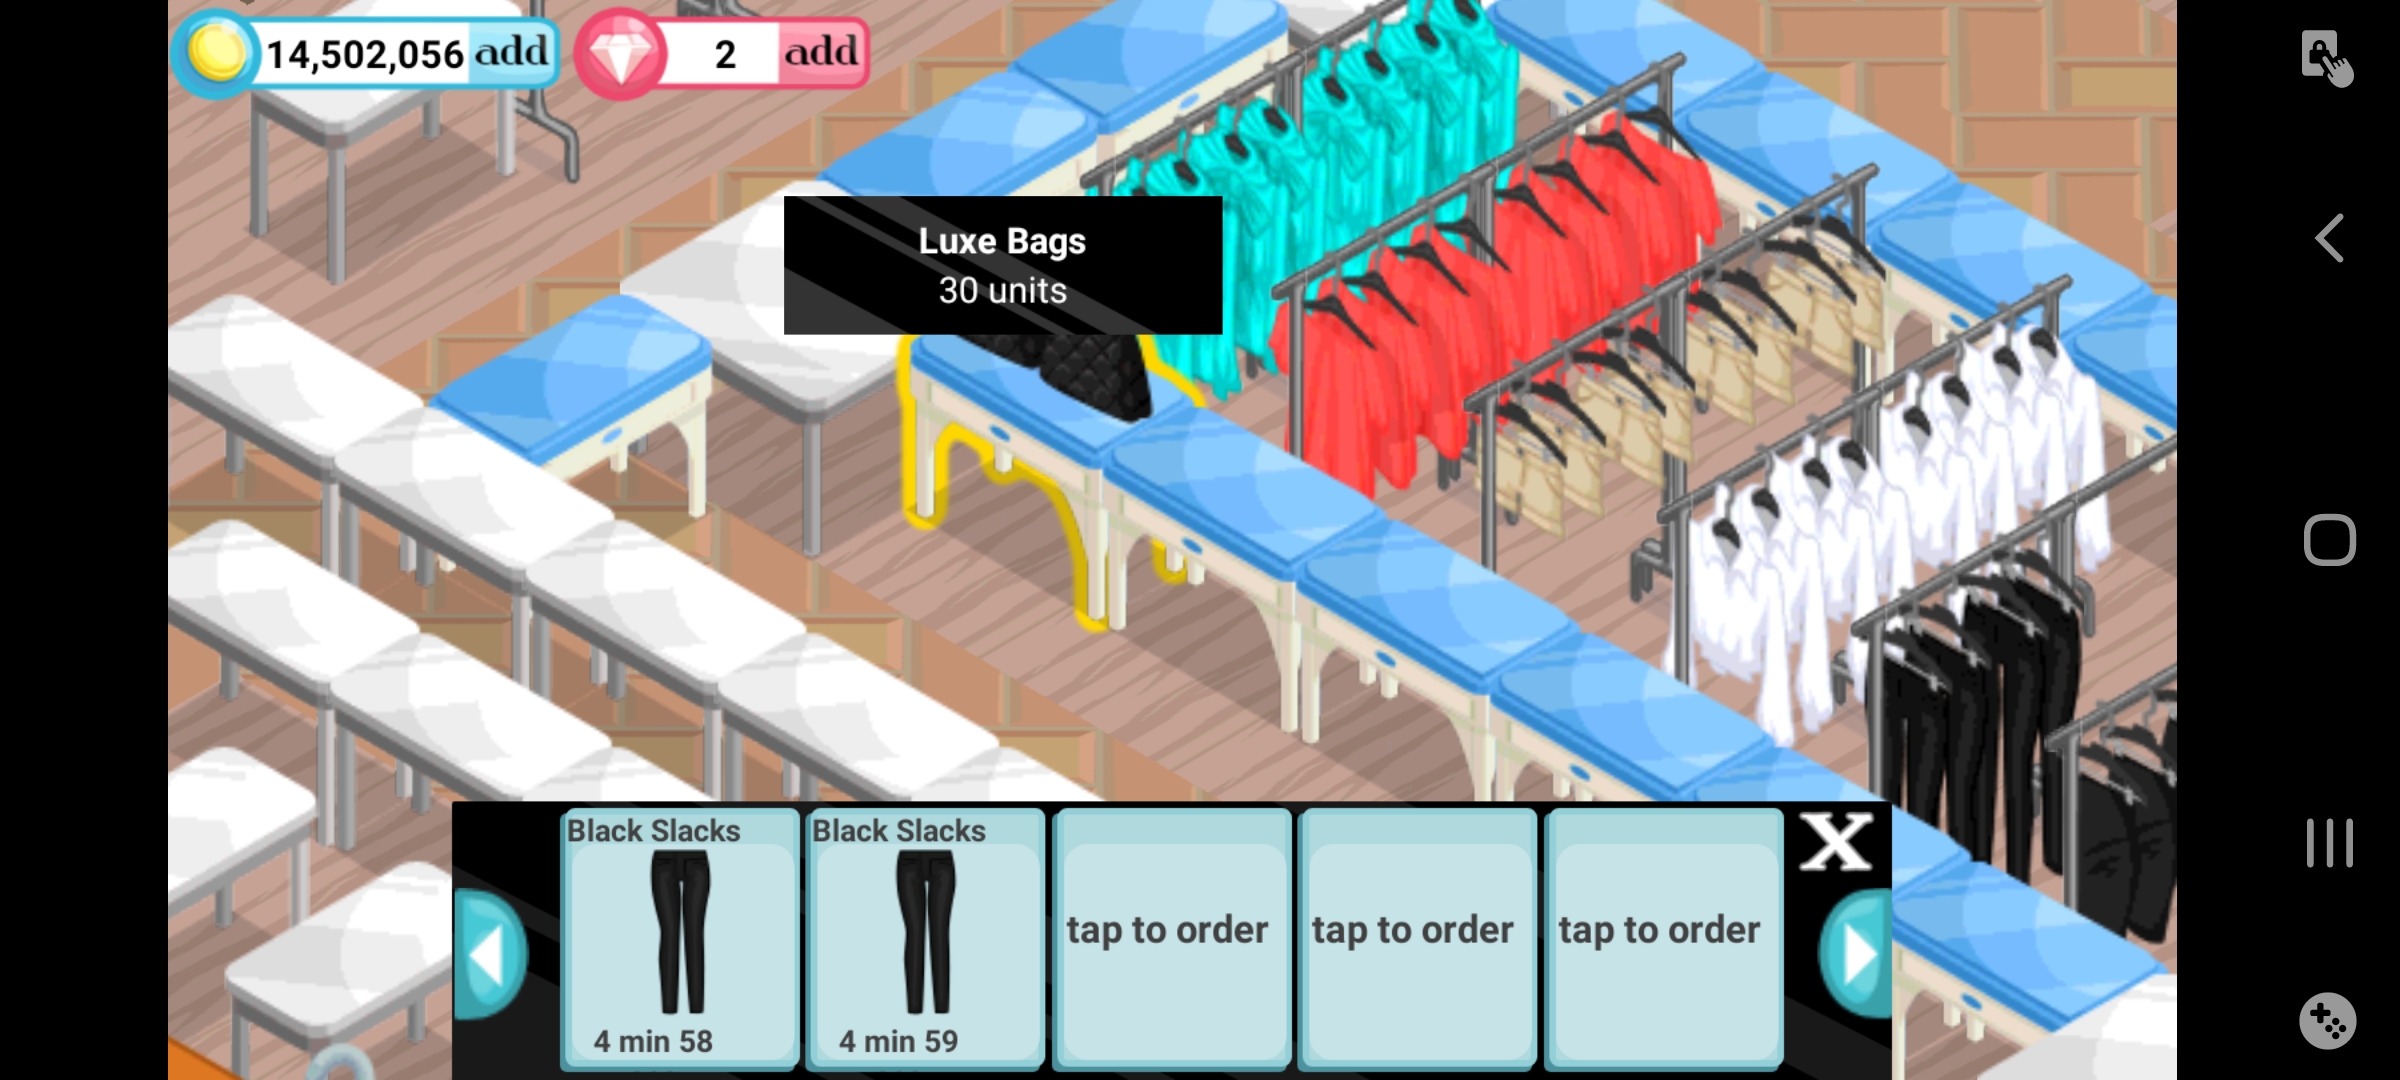 14,502,056 add
2 add
Luxe Bags
30 units
Black Slacks
4 min 58
Black Slacks
4 min 59
tap to order
tap to order
tap to order
X